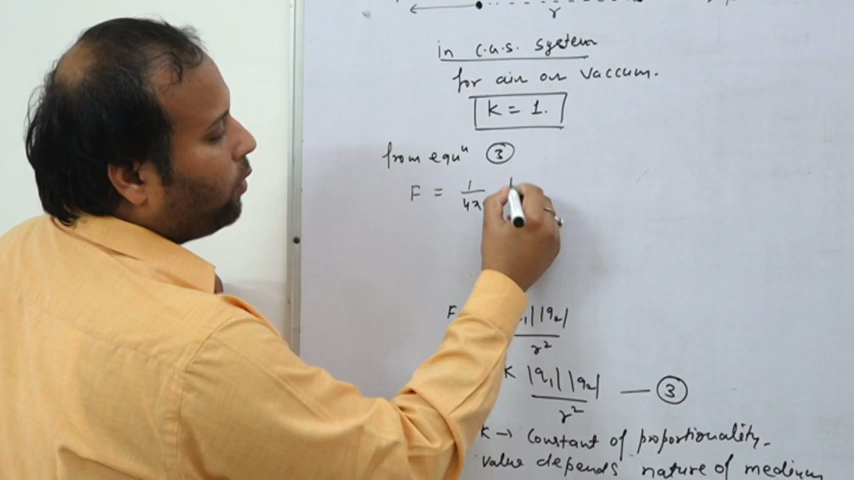 r
in C.G.S. system
for air or vaccum.
K = 1.
from equⁿ ③
F = 1/4π
F |q₂|
r²
K |q₁| |q₂| — ③
r²
K → Constant of proportionality.
value depends nature of medium